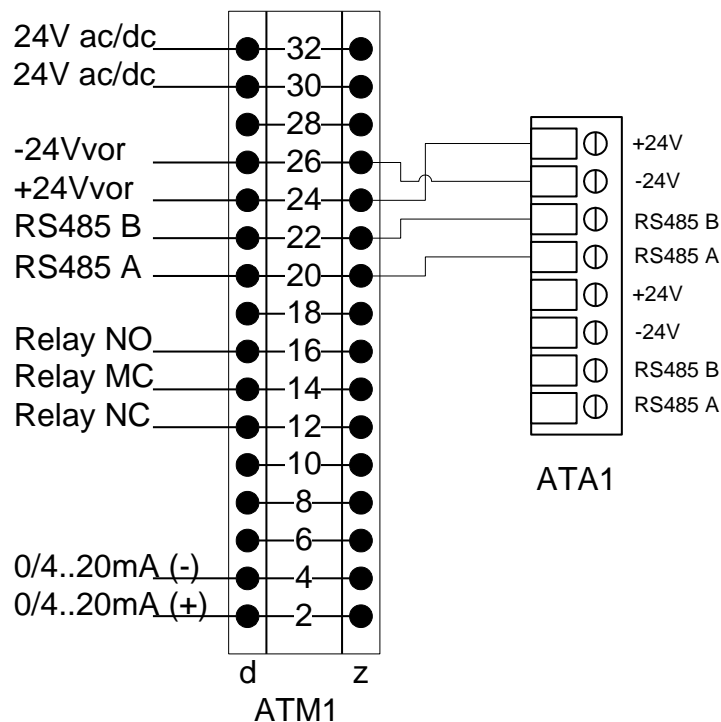 24V ac/dc 32
24V ac/dc 30
28
-24Vvor 26
+24Vvor 24
RS485 B 22
RS485 A 20
18
Relay NO 16
Relay MC 14
Relay NC 12
10
8
6
0/4..20mA (-) 4
0/4..20mA (+) 2
d z
ATM1
+24V
-24V
RS485 B
RS485 A
+24V
-24V
RS485 B
RS485 A
ATA1